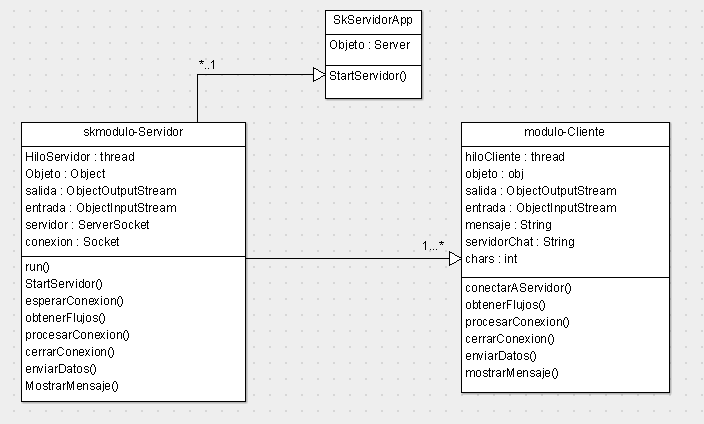 SkServidorApp
Objeto : Server
StartServidor()
*..1
skmodulo-Servidor
HiloServidor : thread
Objeto : Object
salida : ObjectOutputStream
entrada : ObjectInputStream
servidor : ServerSocket
conexion : Socket
run()
StartServidor()
esperarConexion()
obtenerFlujos()
procesarConexion()
cerrarConexion()
enviarDatos()
MostrarMensaje()
1,..*
modulo-Cliente
hiloCliente : thread
objeto : obj
salida : ObjectOutputStream
entrada : ObjectInputStream
mensaje : String
servidorChat : String
chars : int
conectarAServidor()
obtenerFlujos()
procesarConexion()
cerrarConexion()
enviarDatos()
mostrarMensaje()